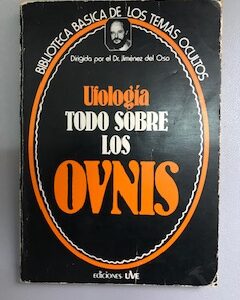 BIBLIOTECA BASICA DE LOS TEMAS OCULTOS
Dirigida por el Dr. Jiménez del Oso
Ufología
TODO SOBRE
LOS
OVNIS
ediciones UVE